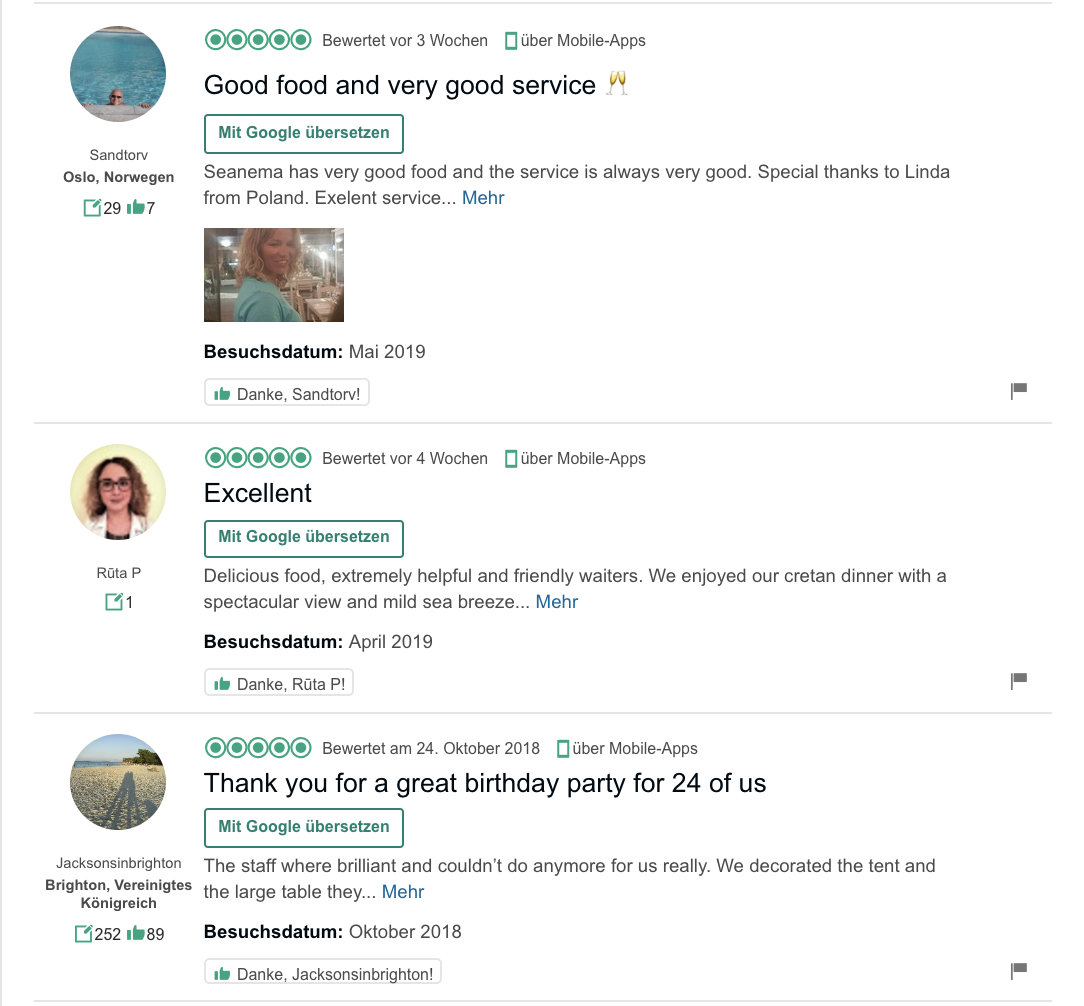 Bewertet vor 3 Wochen über Mobile-Apps
Good food and very good service 🥂
Mit Google übersetzen
Sandtorv
Oslo, Norwegen
29 7
Seanema has very good food and the service is always very good. Special thanks to Linda
from Poland. Exelent service... Mehr
Besuchsdatum: Mai 2019
Danke, Sandtorv!
Bewertet vor 4 Wochen über Mobile-Apps
Excellent
Mit Google übersetzen
Rūta P
1
Delicious food, extremely helpful and friendly waiters. We enjoyed our cretan dinner with a
spectacular view and mild sea breeze... Mehr
Besuchsdatum: April 2019
Danke, Rūta P!
Bewertet am 24. Oktober 2018 über Mobile-Apps
Thank you for a great birthday party for 24 of us
Mit Google übersetzen
Jacksonsinbrighton
Brighton, Vereinigtes
Königreich
252 89
The staff where brilliant and couldn’t do anymore for us really. We decorated the tent and
the large table they... Mehr
Besuchsdatum: Oktober 2018
Danke, Jacksonsinbrighton!